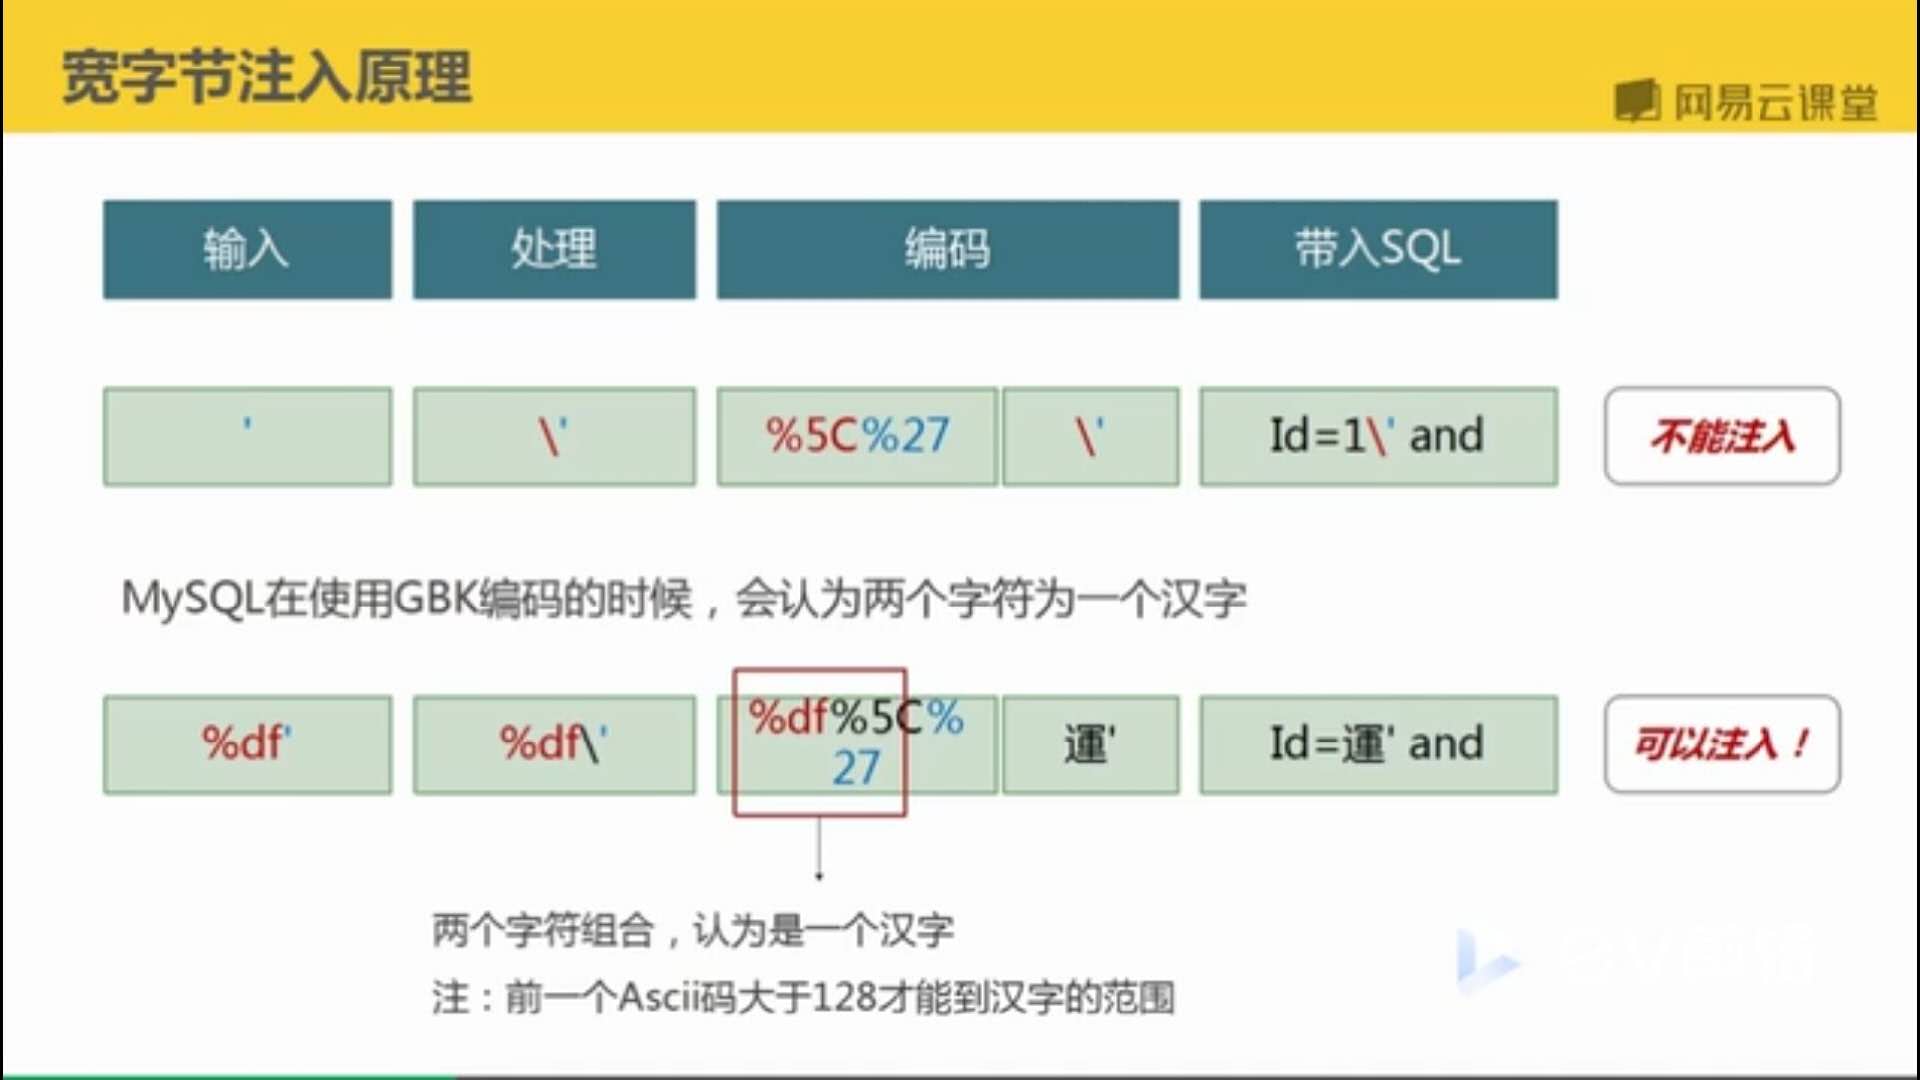 宽字节注入原理
网易云课堂
输入 处理 编码 带入SQL
' \' %5C%27 \' Id=1\' and 不能注入
MySQL在使用GBK编码的时候，会认为两个字符为一个汉字
%df' %df\' %df%5C% 運' Id=運' and 可以注入！
27
两个字符组合，认为是一个汉字
注：前一个Ascii码大于128才能到汉字的范围